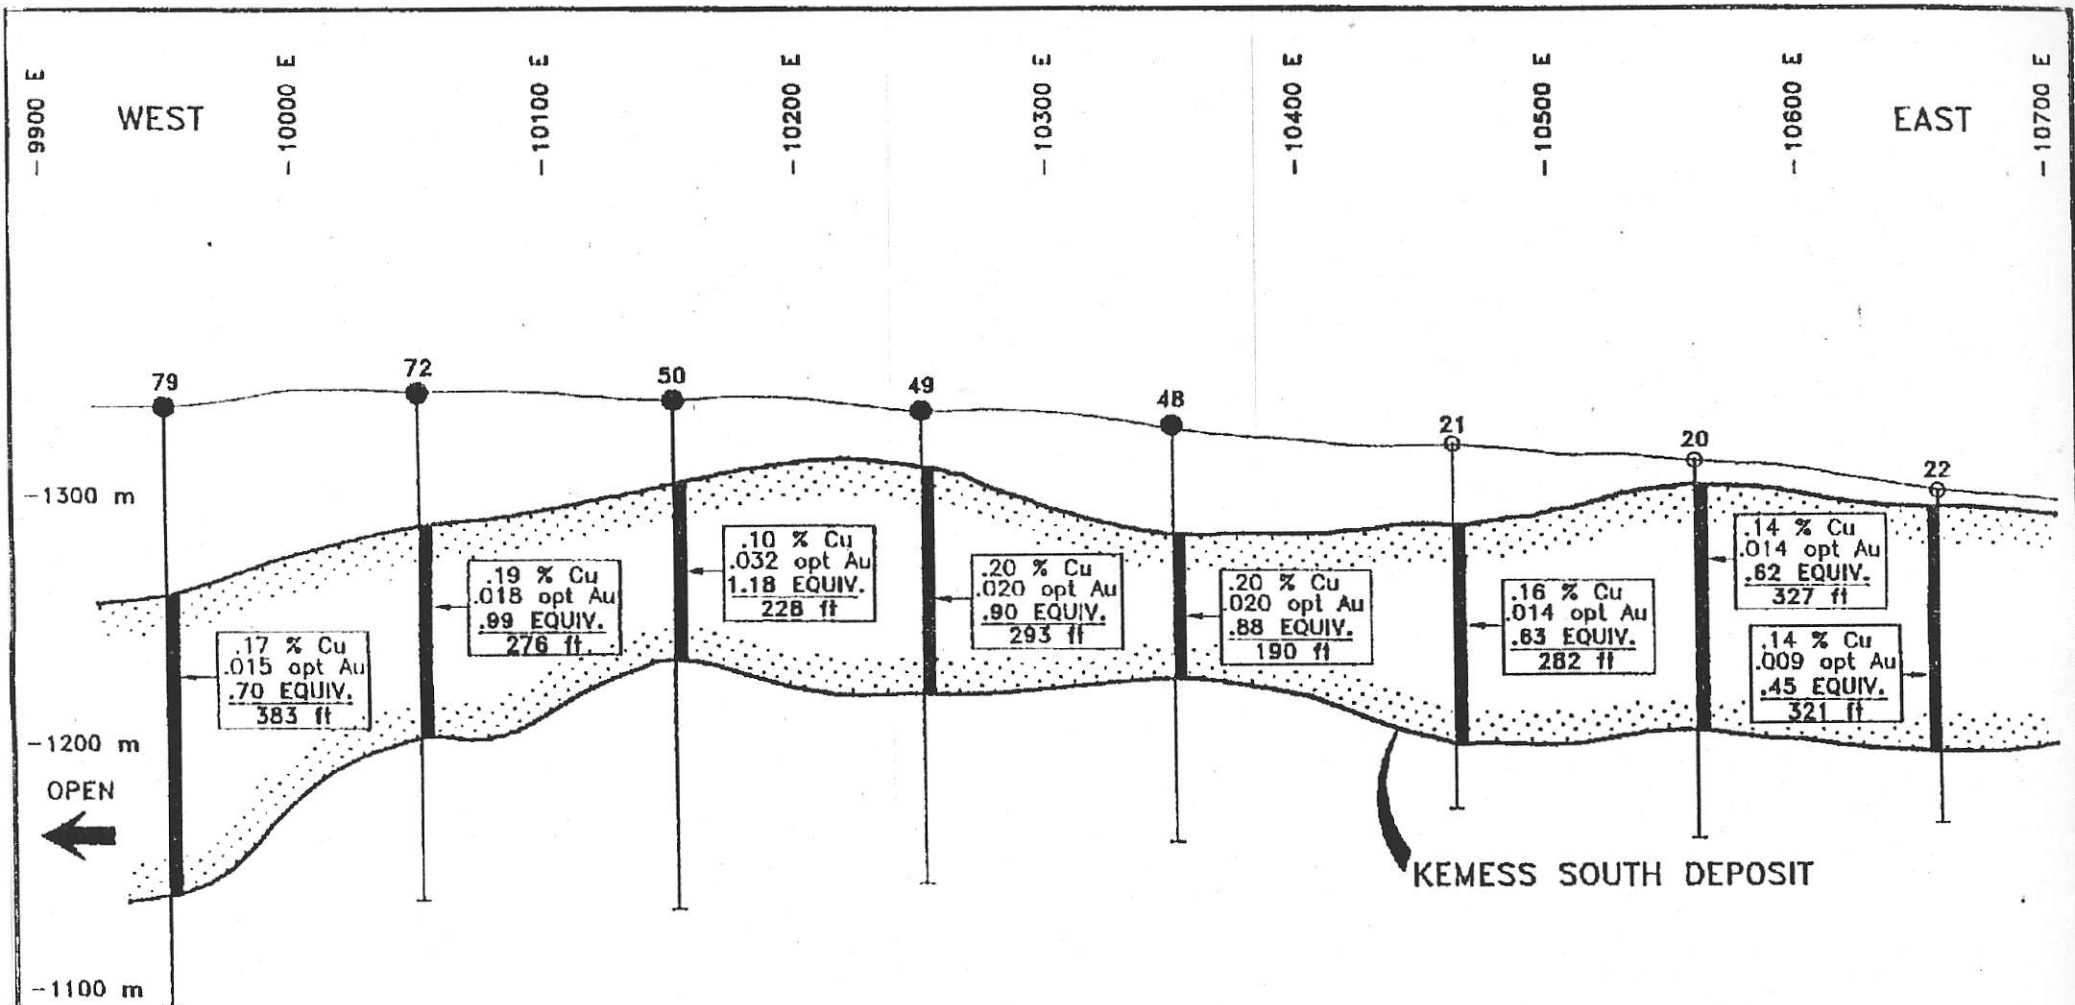 -9900 E
-10000 E
-10100 E
-10200 E
-10300 E
-10400 E
-10500 E
-10600 E
-10700 E
WEST
EAST
79
72
50
49
48
21
20
22
-1300 m
-1200 m
-1100 m
OPEN
.17 % Cu
.015 opt Au
.70 EQUIV.
383 ft
.19 % Cu
.018 opt Au
.99 EQUIV.
276 ft.
.10 % Cu
.032 opt Au
1.18 EQUIV.
228 ft
.20 % Cu
.020 opt Au
.90 EQUIV.
293 ft
.20 % Cu
.020 opt Au
.88 EQUIV.
190 ft
.16 % Cu
.014 opt Au
.63 EQUIV.
282 ft
.14 % Cu
.014 opt Au
.62 EQUIV.
327 ft
.14 % Cu
.009 opt Au
.45 EQUIV.
321 ft
KEMESS SOUTH DEPOSIT